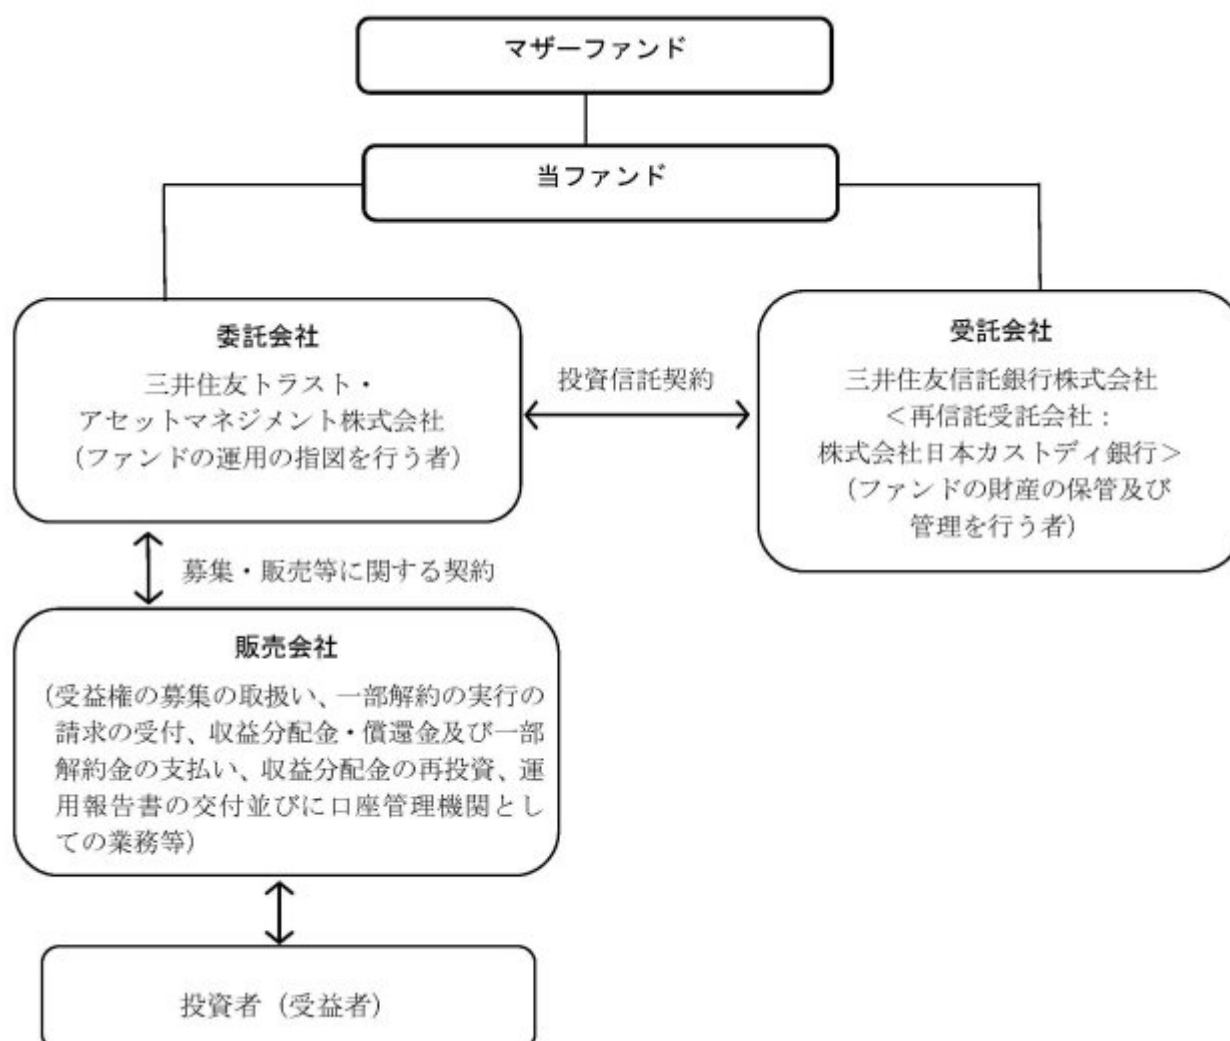 マザーファンド
当ファンド
委託会社
三井住友トラスト・
アセットマネジメント株式会社
（ファンドの運用の指図を行う者）
投資信託契約
受託会社
三井住友信託銀行株式会社
＜再信託受託会社：
株式会社日本カストディ銀行＞
（ファンドの財産の保管及び
管理を行う者）
募集・販売等に関する契約
販売会社
（受益権の募集の取扱い、一部解約の実行の
請求の受付、収益分配金・償還金及び一部
解約金の支払い、収益分配金の再投資、運
用報告書の交付並びに口座管理機関とし
ての業務等）
投資者（受益者）